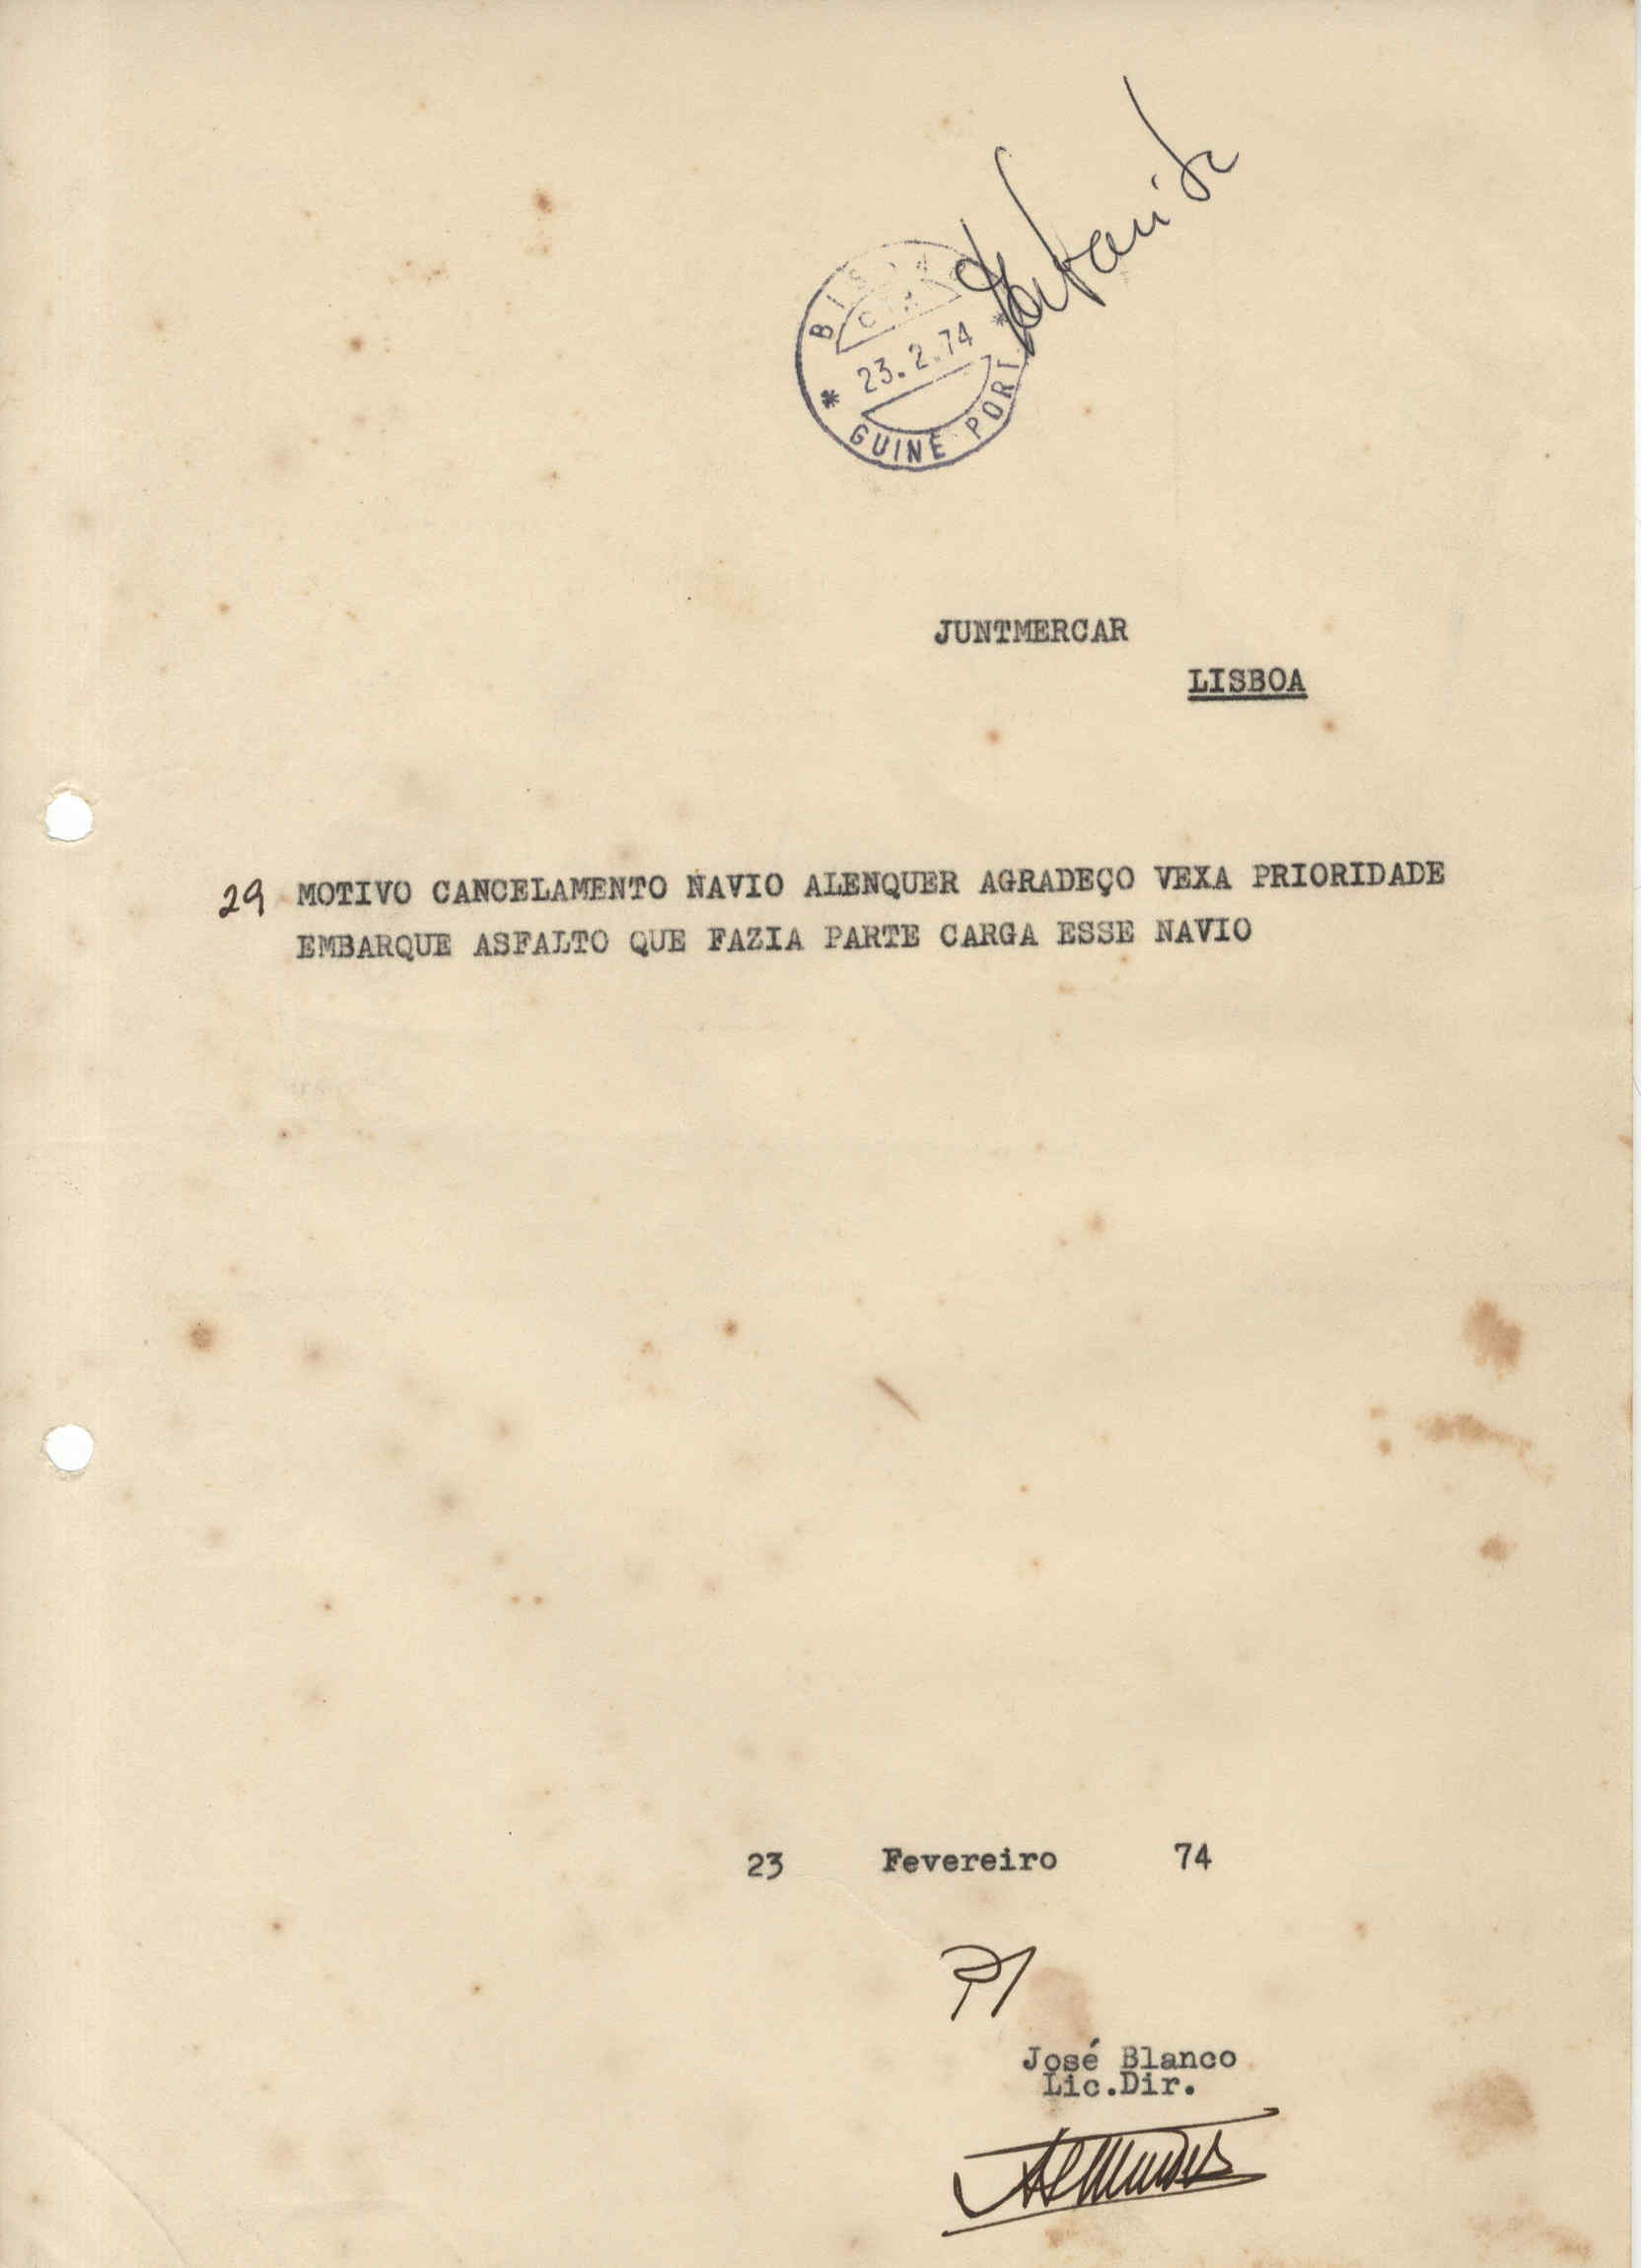 BISSAU
23.2.74
* GUINÉ PORT *
JUNTMERCAR
LISBOA
29 MOTIVO CANCELAMENTO NAVIO ALENQUER AGRADEÇO VEXA PRIORIDADE
EMBARQUE ASFALTO QUE FAZIA PARTE CARGA ESSE NAVIO
23 Fevereiro 74
P/
José Blanco
Lic.Dir.